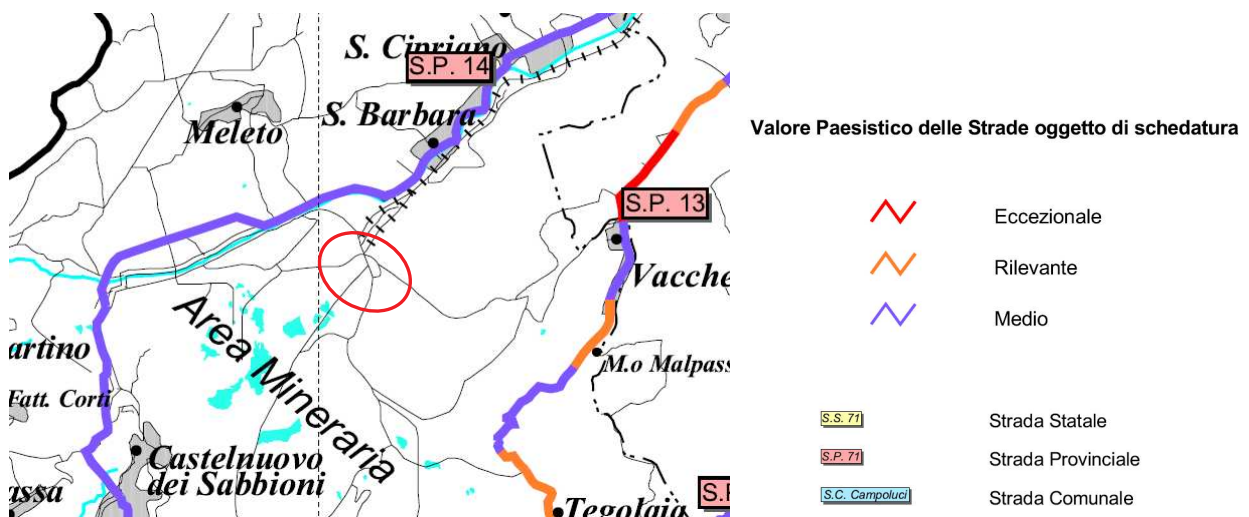 S. Cipriano
S.P. 14
S. Barbara
Meleto
S.P. 13
Vacche
Area Mineraria
artino
M.o Malpass
Fatt. Corti
Castelnuovo
dei Sabbioni
assa
S.P
Tegolaia
Valore Paesistico delle Strade oggetto di schedatura
Eccezionale
Rilevante
Medio
S.S. 71 Strada Statale
S.P. 71 Strada Provinciale
S.C. Campoluci Strada Comunale